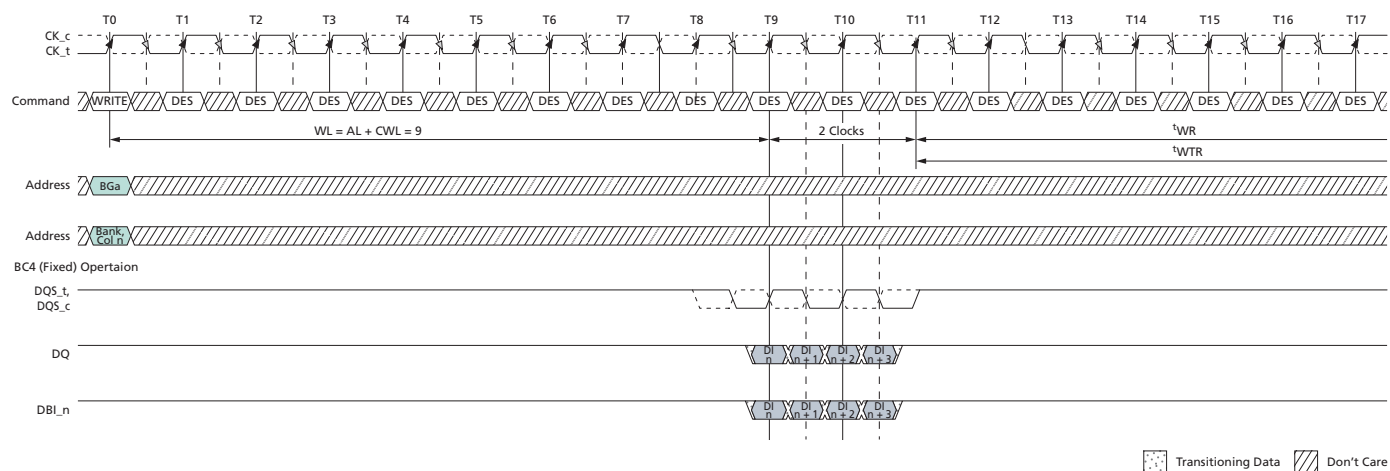 T0 T1 T2 T3 T4 T5 T6 T7 T8 T9 T10 T11 T12 T13 T14 T15 T16 T17
CK_c
CK_t
Command WRITE DES DES DES DES DES DES DES DES DES DES DES DES DES DES DES DES DES
WL = AL + CWL = 9 2 Clocks tWR
tWTR
Address BGa
Address Bank, Col n
BC4 (Fixed) Opertaion
DQS_t,
DQS_c
DQ DI n DI n + 1 DI n + 2 DI n + 3
DBI_n DI n DI n + 1 DI n + 2 DI n + 3
Transitioning Data Don't Care